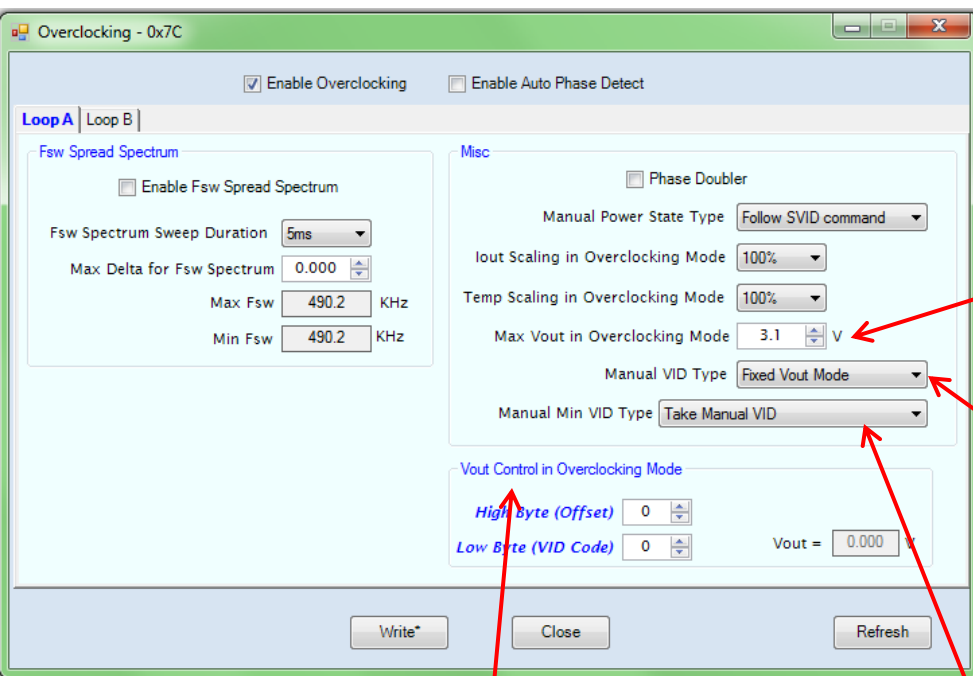 Overclocking - 0x7C
Enable Overclocking Enable Auto Phase Detect
Loop A Loop B
Fsw Spread Spectrum
Enable Fsw Spread Spectrum
Fsw Spectrum Sweep Duration 5ms
Max Delta for Fsw Spectrum 0.000
Max Fsw 490.2 KHz
Min Fsw 490.2 KHz
Misc
Phase Doubler
Manual Power State Type Follow SVID command
Iout Scaling in Overclocking Mode 100%
Temp Scaling in Overclocking Mode 100%
Max Vout in Overclocking Mode 3.1 V
Manual VID Type Fixed Vout Mode
Manual Min VID Type Take Manual VID
Vout Control in Overclocking Mode
High Byte (Offset) 0
Low Byte (VID Code) 0 Vout = 0.000 V
Write* Close Refresh